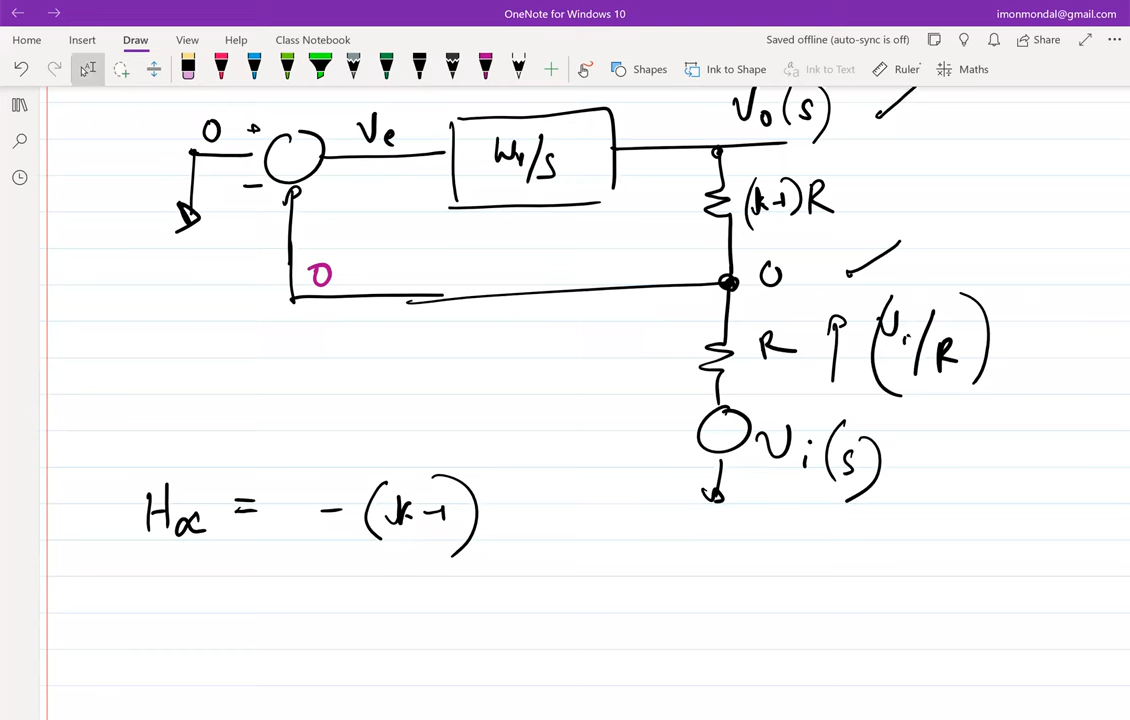 OneNote for Windows 10
imonmondal@gmail.com
Home Insert Draw View Help Class Notebook
Saved offline (auto-sync is off) Share
Shapes Ink to Shape Ink to Text Ruler Maths
V₀(s)
0 + Ve ωu/s
−
(k-1)R
0 0
R (Vi/R)
Vi(s)
H∝ = - (k-1)